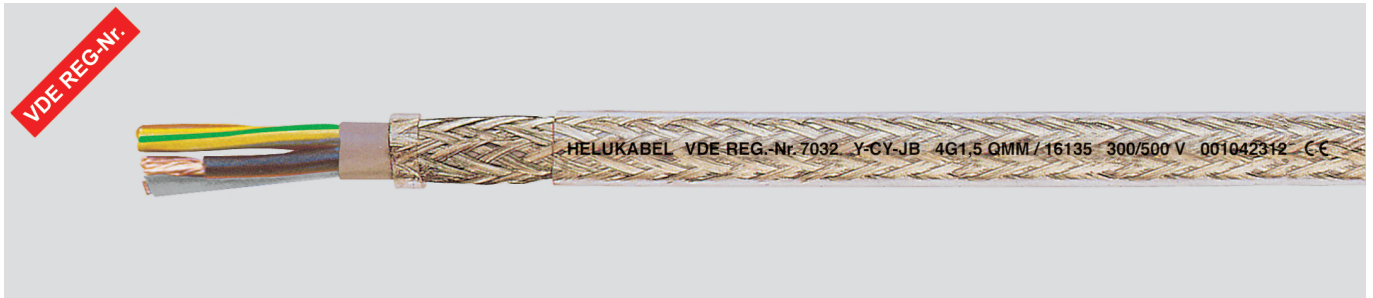 VDE REG-Nr.
HELUKABEL VDE REG.-Nr. 7032 Y-CY-JB 4G1,5 QMM / 16135 300/500 V 001042312 CE